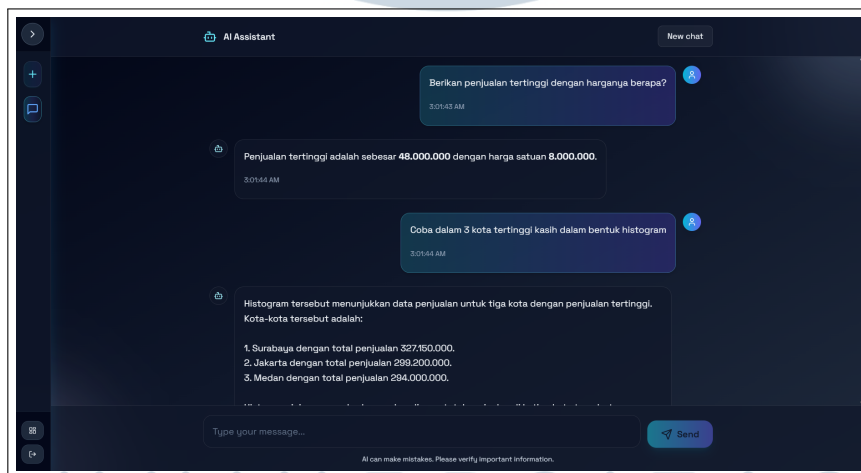 AI Assistant
New chat
Berikan penjualan tertinggi dengan harganya berapa?
3:01:43 AM
Penjualan tertinggi adalah sebesar 48.000.000 dengan harga satuan 8.000.000.
3:01:44 AM
Coba dalam 3 kota tertinggi kasih dalam bentuk histogram
3:01:44 AM
Histogram tersebut menunjukkan data penjualan untuk tiga kota dengan penjualan tertinggi.
Kota-kota tersebut adalah:
1. Surabaya dengan total penjualan 327.150.000.
2. Jakarta dengan total penjualan 299.200.000.
3. Medan dengan total penjualan 294.000.000.
Type your message...
Send
AI can make mistakes. Please verify important information.